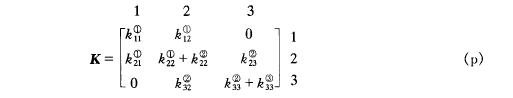 1 2 3
k₁₁^① k₁₂^① 0 1
K = k₂₁^① k₂₂^① + k₂₂^② k₂₃^② 2 (p)
0 k₃₂^② k₃₃^② + k₃₃^③ 3